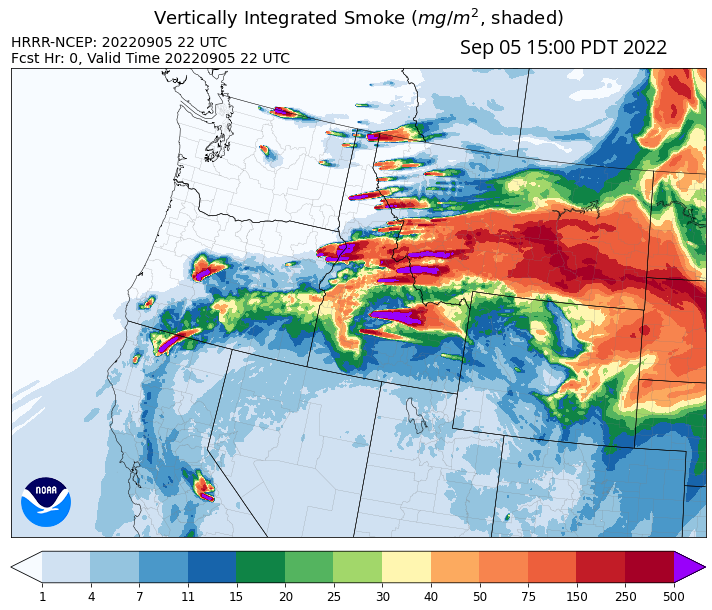 Vertically Integrated Smoke (mg/m², shaded)
HRRR-NCEP: 20220905 22 UTC
Fcst Hr: 0, Valid Time 20220905 22 UTC
Sep 05 15:00 PDT 2022
NOAA
1 4 7 11 15 20 25 30 40 50 75 150 250 500